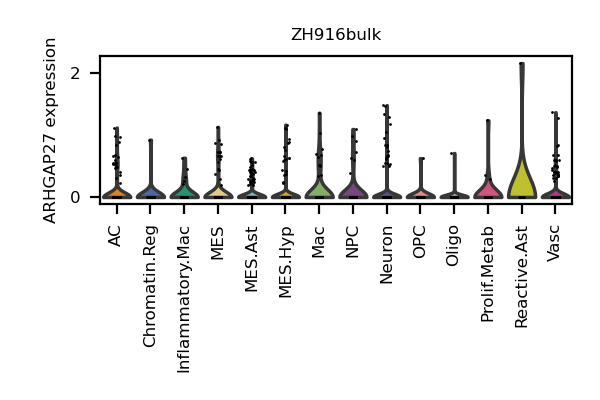 ZH916bulk
ARHGAP27 expression
2
0
AC
Chromatin.Reg
Inflammatory.Mac
MES
MES.Ast
MES.Hyp
Mac
NPC
Neuron
OPC
Oligo
Prolif.Metab
Reactive.Ast
Vasc